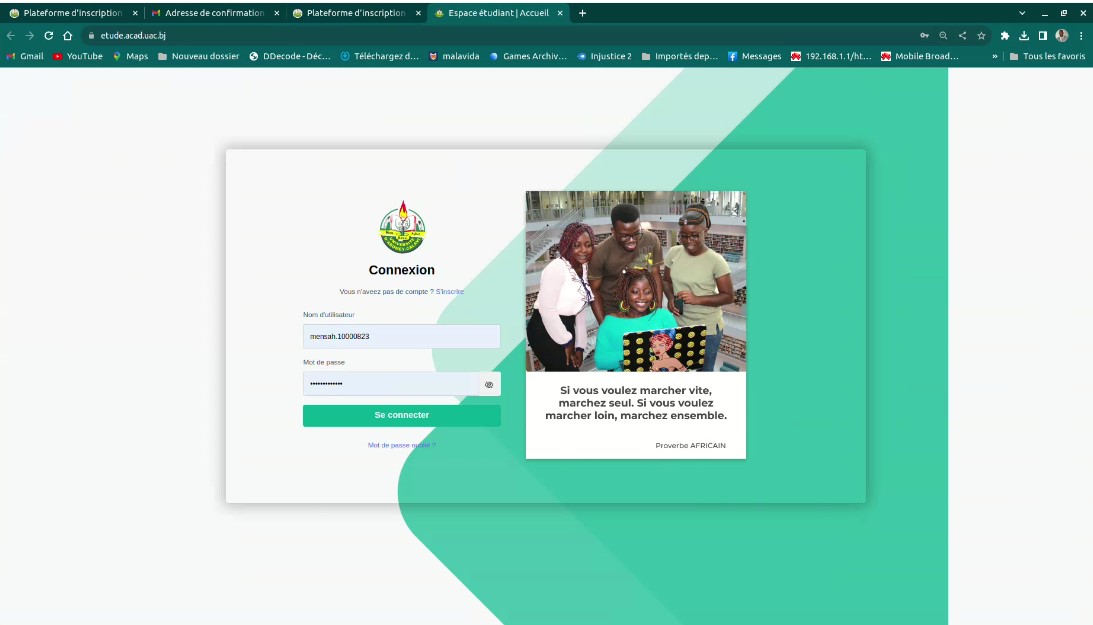 Plateforme d'inscription
Adresse de confirmation
Plateforme d'inscription
Espace étudiant | Accueil
etude.acad.uac.bj
Gmail
YouTube
Maps
Nouveau dossier
DDecode - Déc...
Téléchargez d...
malavida
Games Archiv...
Injustice 2
Importés dep...
Messages
192.168.1.1/ht...
Mobile Broad...
»
Tous les favoris
Connexion
Vous n'aveez pas de compte ? S'inscrire
Nom d'utilisateur
mensah.10000823
Mot de passe
Se connecter
Mot de passe oublié ?
Si vous voulez marcher vite,
marchez seul. Si vous voulez
marcher loin, marchez ensemble.
Proverbe AFRICAIN